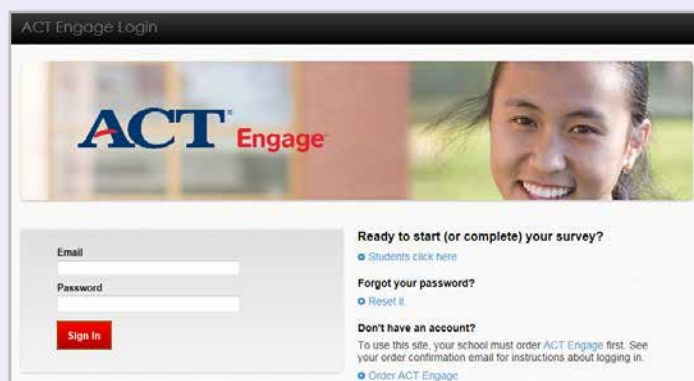 ACT Engage Login
ACT® Engage
Email
Password
Sign In
Ready to start (or complete) your survey?
Students click here
Forgot your password?
Reset it
Don't have an account?
To use this site, your school must order ACT Engage first. See
your order confirmation email for instructions about logging in.
Order ACT Engage